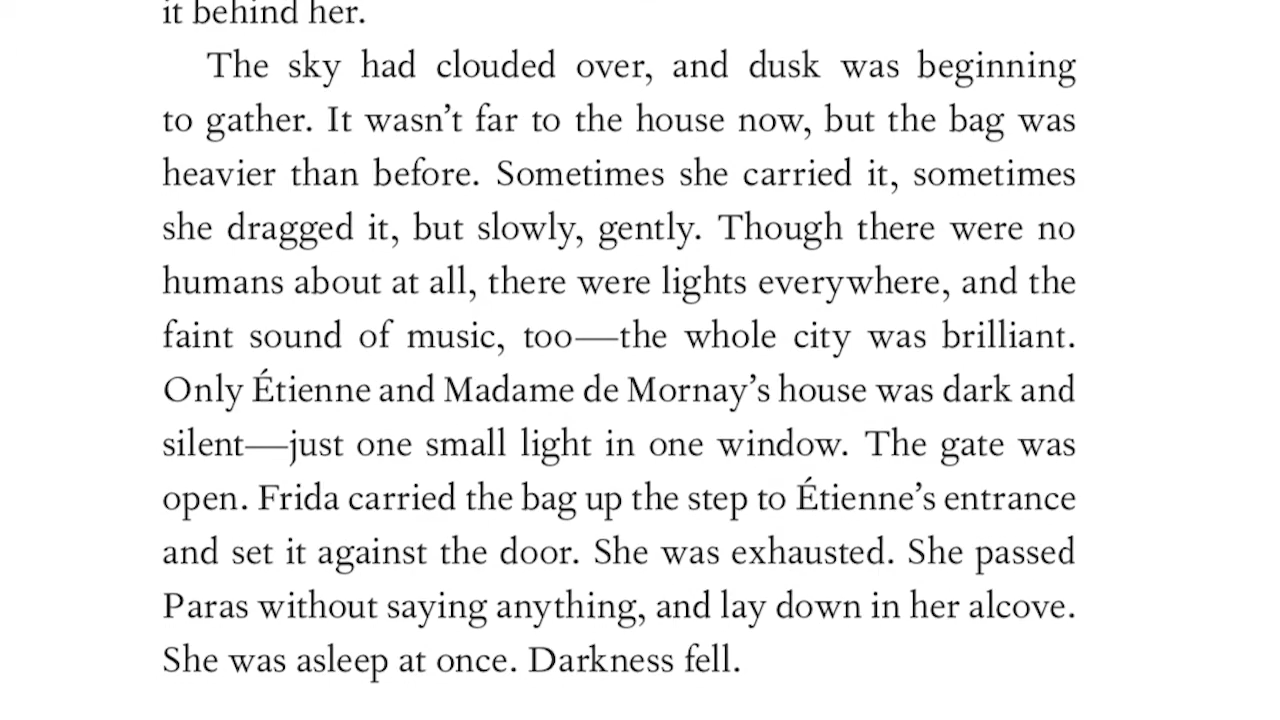 it behind her.
The sky had clouded over, and dusk was beginning
to gather. It wasn’t far to the house now, but the bag was
heavier than before. Sometimes she carried it, sometimes
she dragged it, but slowly, gently. Though there were no
humans about at all, there were lights everywhere, and the
faint sound of music, too—the whole city was brilliant.
Only Étienne and Madame de Mornay’s house was dark and
silent—just one small light in one window. The gate was
open. Frida carried the bag up the step to Étienne’s entrance
and set it against the door. She was exhausted. She passed
Paras without saying anything, and lay down in her alcove.
She was asleep at once. Darkness fell.